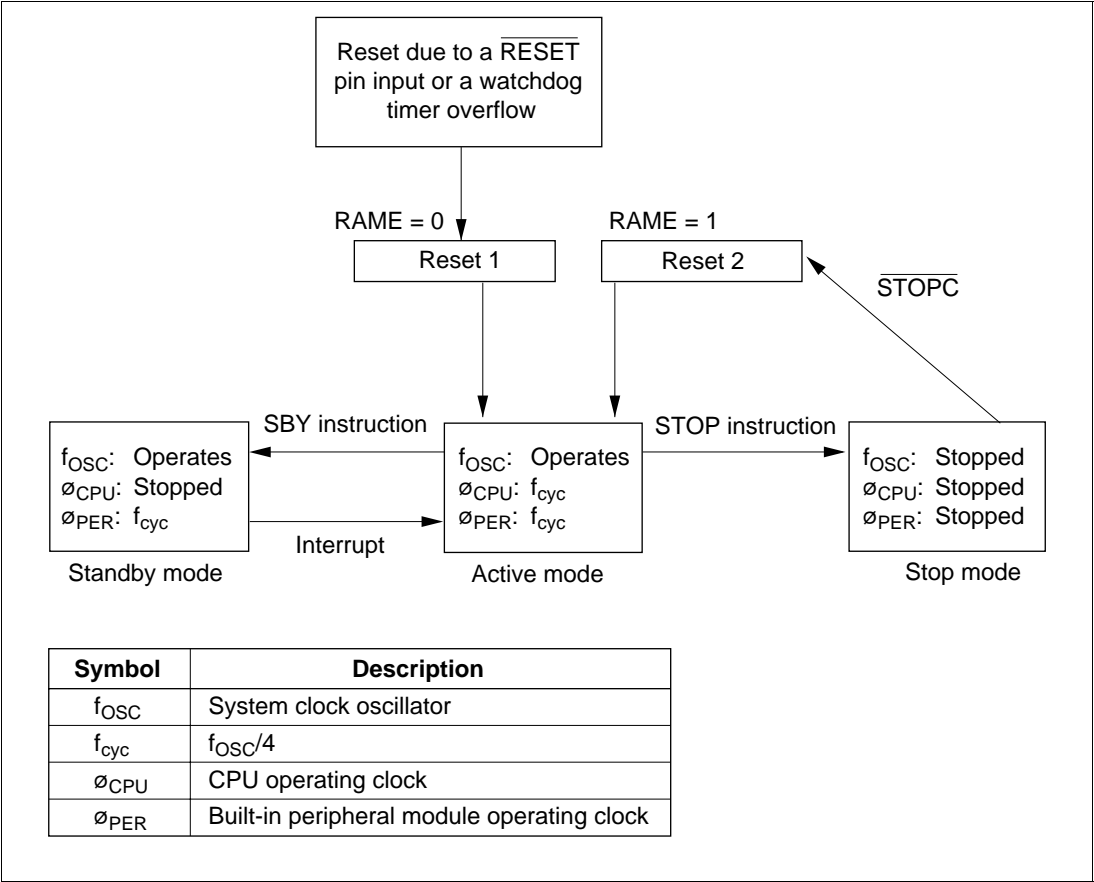 Reset due to a RESET
pin input or a watchdog
timer overflow
RAME = 0
RAME = 1
Reset 1
Reset 2
STOPC
SBY instruction
STOP instruction
fOSC: Operates
øCPU: Stopped
øPER: fcyc
fOSC: Operates
øCPU: fcyc
øPER: fcyc
fOSC: Stopped
øCPU: Stopped
øPER: Stopped
Interrupt
Standby mode
Active mode
Stop mode
Symbol Description
fOSC System clock oscillator
fcyc fOSC/4
øCPU CPU operating clock
øPER Built-in peripheral module operating clock